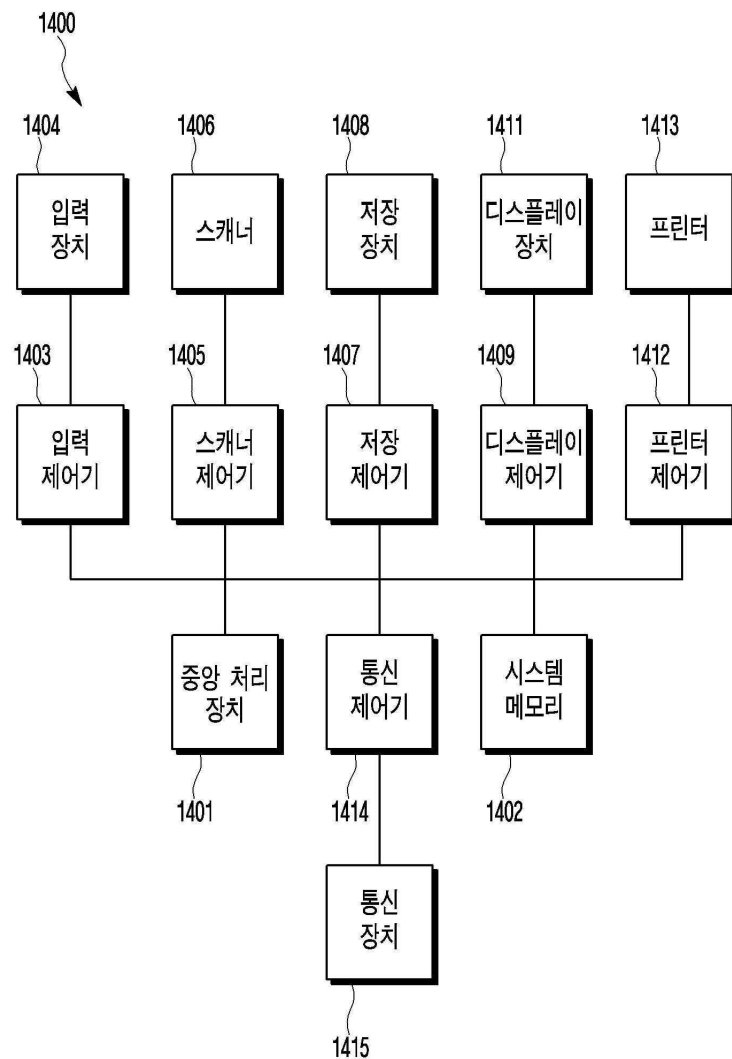 1400
1404
1406
1408
1411
1413
입력
장치
스캐너
저장
장치
디스플레이
장치
프린터
1403
1405
1407
1409
1412
입력
제어기
스캐너
제어기
저장
제어기
디스플레이
제어기
프린터
제어기
중앙 처리
장치
통신
제어기
시스템
메모리
1401
1414
1402
통신
장치
1415